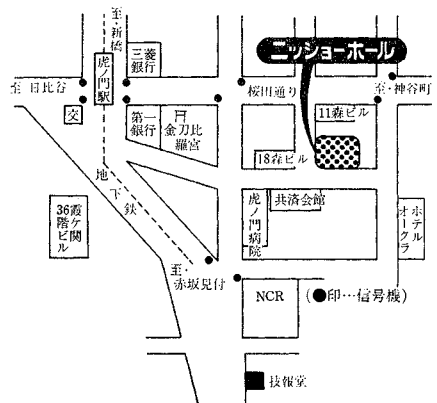 至・新橋
ニッショーホール
三菱
銀行
虎ノ門駅
至 日比谷
桜田通り
至・神谷町
交
第一
銀行
金刀比
羅宮
11森ビル
18森ビル
地下鉄
霞ケ関
36階ビル
虎ノ門病院
共済会館
ホテル
オークラ
至・
赤坂見付
NCR
(●印…信号機)
技報堂